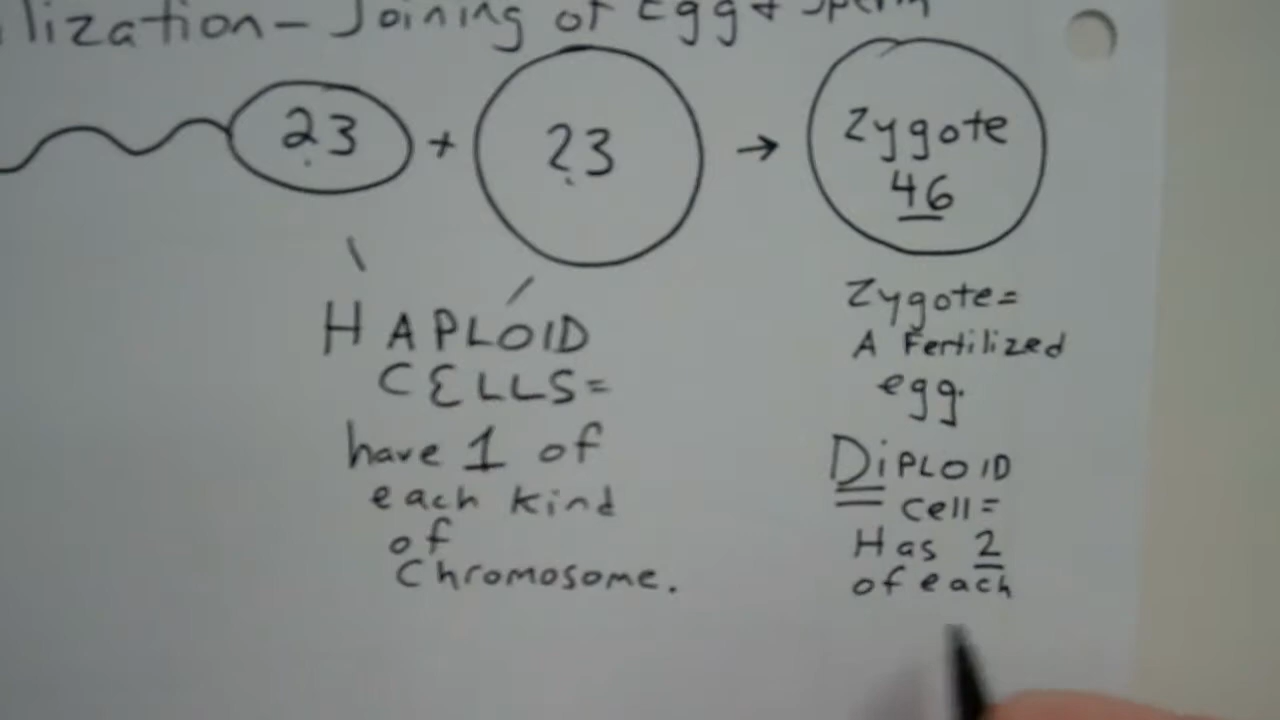 lization - Joining of Egg & Sperm
23 + 23 → Zygote
46
HAPLOID
CELLS=
have 1 of
each kind
of
Chromosome.
Zygote=
A Fertilized
egg.
DiPLOID
cell=
Has 2
of each